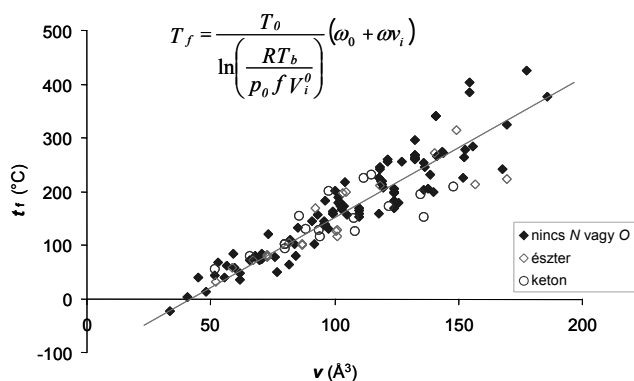 T_f = T_0 / ln(RT_b / p_0 f V_i^0) (ω_0 + ωv_i)
500
400
300
200
100
0
-100
t_f (°C)
0
50
100
150
200
v (Å³)
nincs N vagy O
észter
keton